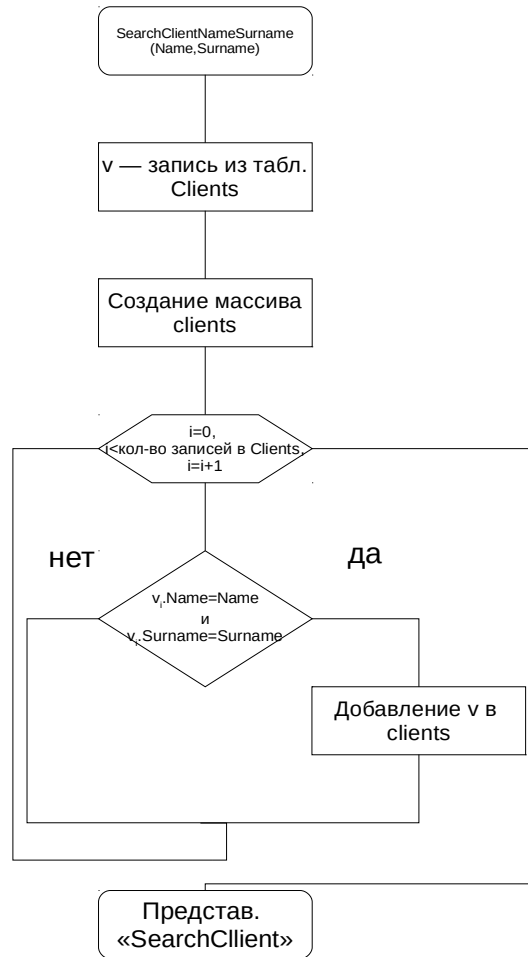 SearchClientNameSurname
(Name,Surname)
v — запись из табл.
Clients
Создание массива
clients
i=0,
i<кол-во записей в Clients,
i=i+1
нет
да
vi.Name=Name
и
vi.Surname=Surname
Добавление v в
clients
Представ.
«SearchCllient»